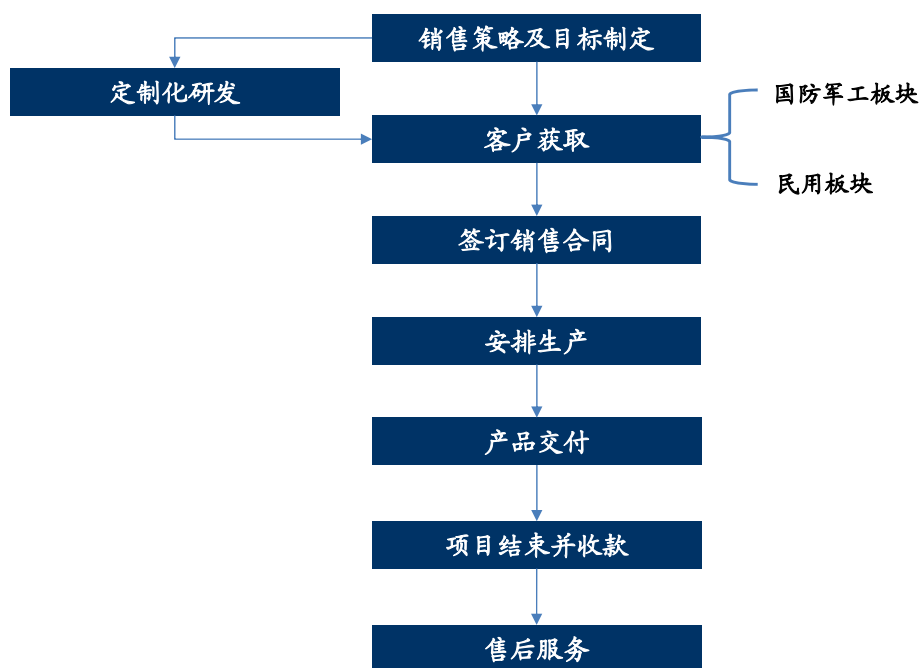 销售策略及目标制定
定制化研发
国防军工板块
客户获取
民用板块
签订销售合同
安排生产
产品交付
项目结束并收款
售后服务